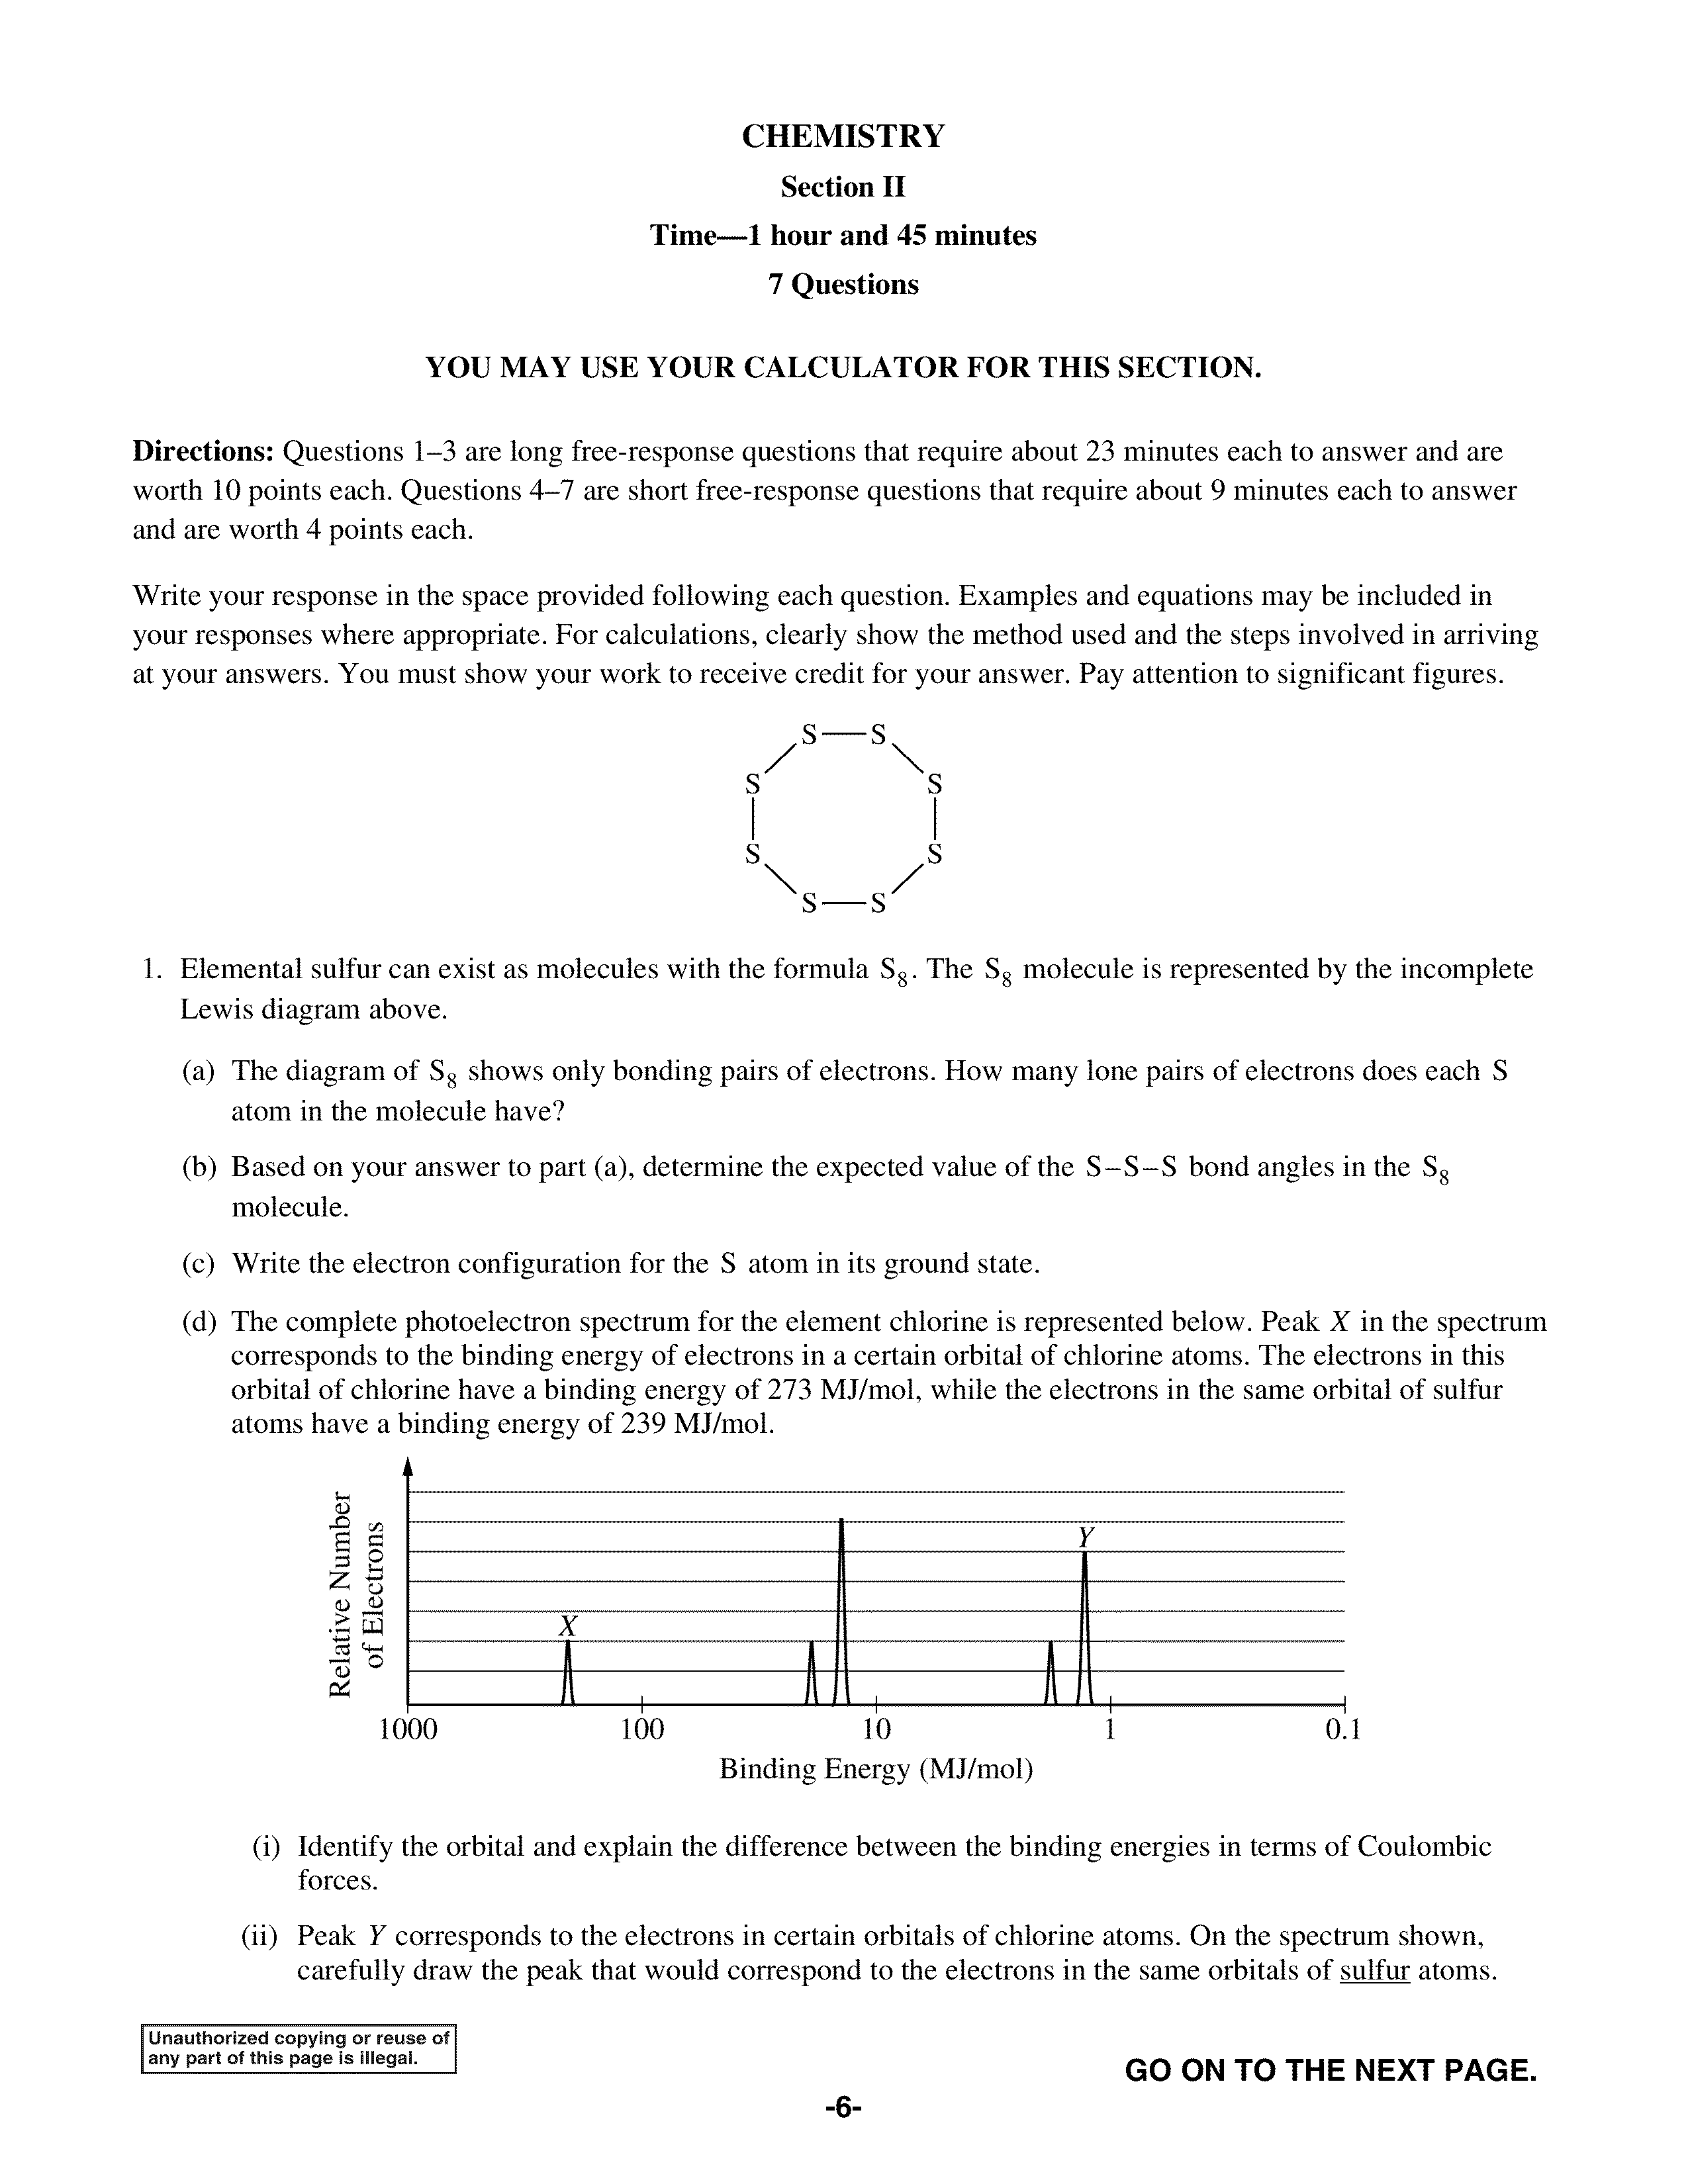 CHEMISTRY
Section II
Time—1 hour and 45 minutes
7 Questions
YOU MAY USE YOUR CALCULATOR FOR THIS SECTION.
Directions: Questions 1–3 are long free-response questions that require about 23 minutes each to answer and are
worth 10 points each. Questions 4–7 are short free-response questions that require about 9 minutes each to answer
and are worth 4 points each.
Write your response in the space provided following each question. Examples and equations may be included in
your responses where appropriate. For calculations, clearly show the method used and the steps involved in arriving
at your answers. You must show your work to receive credit for your answer. Pay attention to significant figures.
S—S
S S
S S
S—S
1. Elemental sulfur can exist as molecules with the formula S₈. The S₈ molecule is represented by the incomplete
Lewis diagram above.
(a) The diagram of S₈ shows only bonding pairs of electrons. How many lone pairs of electrons does each S
atom in the molecule have?
(b) Based on your answer to part (a), determine the expected value of the S–S–S bond angles in the S₈
molecule.
(c) Write the electron configuration for the S atom in its ground state.
(d) The complete photoelectron spectrum for the element chlorine is represented below. Peak X in the spectrum
corresponds to the binding energy of electrons in a certain orbital of chlorine atoms. The electrons in this
orbital of chlorine have a binding energy of 273 MJ/mol, while the electrons in the same orbital of sulfur
atoms have a binding energy of 239 MJ/mol.
Relative Number
of Electrons
X
Y
1000 100 10 1 0.1
Binding Energy (MJ/mol)
(i) Identify the orbital and explain the difference between the binding energies in terms of Coulombic
forces.
(ii) Peak Y corresponds to the electrons in certain orbitals of chlorine atoms. On the spectrum shown,
carefully draw the peak that would correspond to the electrons in the same orbitals of sulfur atoms.
Unauthorized copying or reuse of
any part of this page is illegal.
GO ON TO THE NEXT PAGE.
-6-